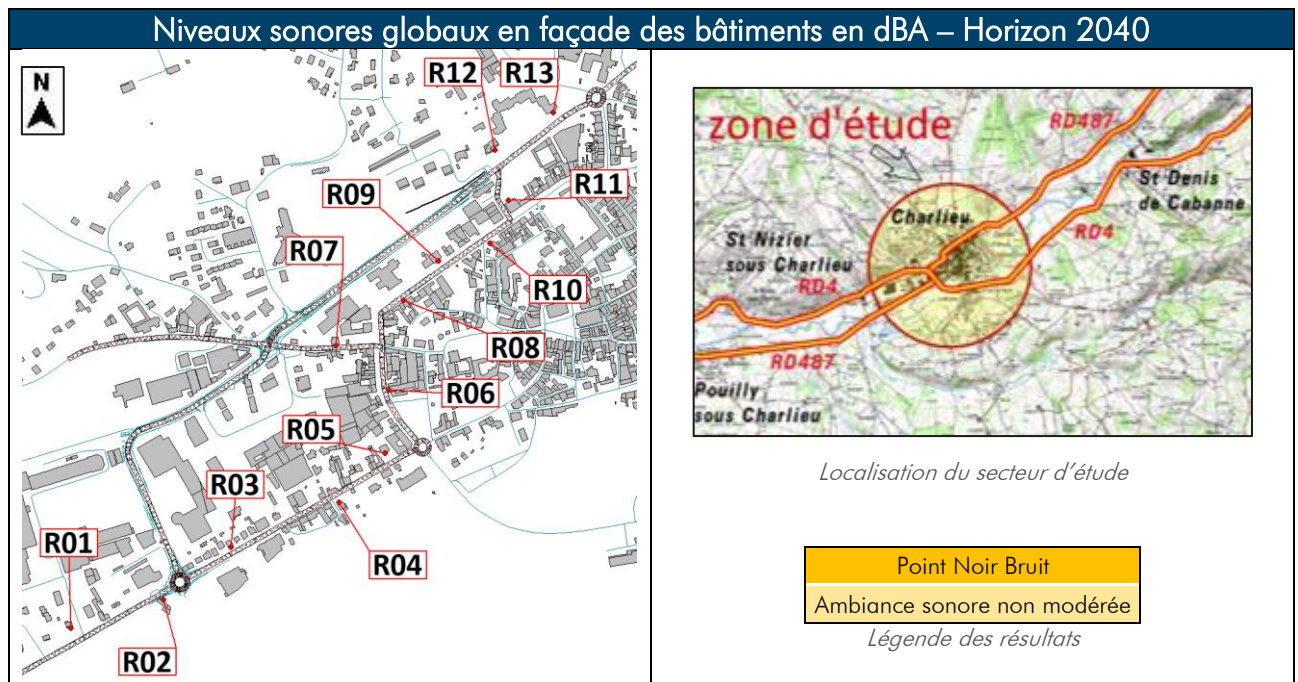 Niveaux sonores globaux en façade des bâtiments en dBA – Horizon 2040
N
R12
R13
R11
R09
R07
R10
R08
R06
R05
R03
R01
R04
R02
zone d'étude
RD487
St Denis
de Cabanne
Charlieu
RD4
St Nizier
sous Charlieu
RD4
RD487
Pouilly
sous Charlieu
Localisation du secteur d'étude
Point Noir Bruit
Ambiance sonore non modérée
Légende des résultats